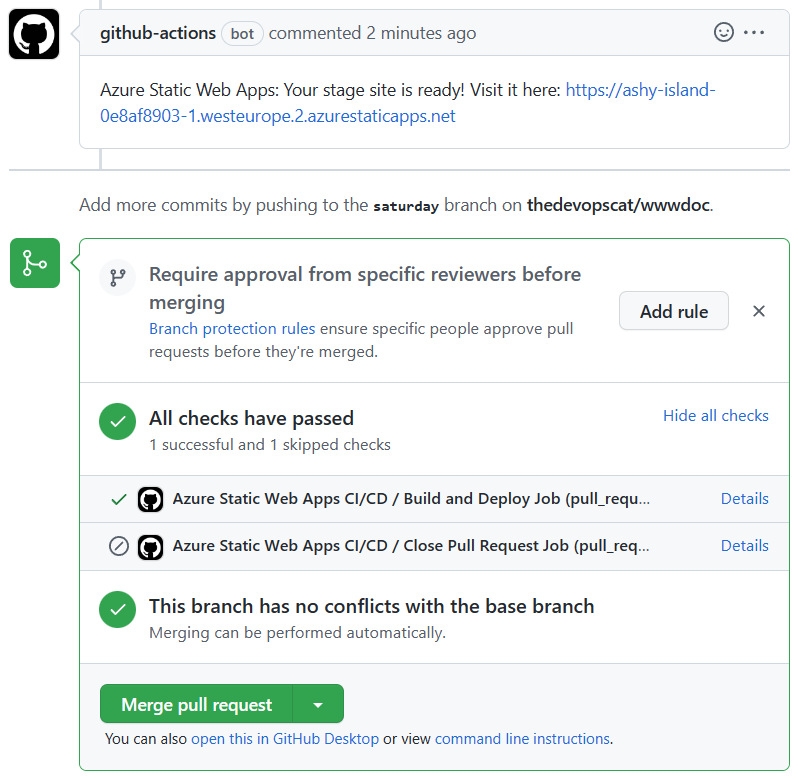 github-actions bot commented 2 minutes ago
Azure Static Web Apps: Your stage site is ready! Visit it here: https://ashy-island-
0e8af8903-1.westeurope.2.azurestaticapps.net
Add more commits by pushing to the saturday branch on thedevopscat/wwwdoc.
Require approval from specific reviewers before
merging
Branch protection rules ensure specific people approve pull
requests before they're merged.
Add rule
All checks have passed
Hide all checks
1 successful and 1 skipped checks
Azure Static Web Apps CI/CD / Build and Deploy Job (pull_requ... Details
Azure Static Web Apps CI/CD / Close Pull Request Job (pull_req... Details
This branch has no conflicts with the base branch
Merging can be performed automatically.
Merge pull request
You can also open this in GitHub Desktop or view command line instructions.